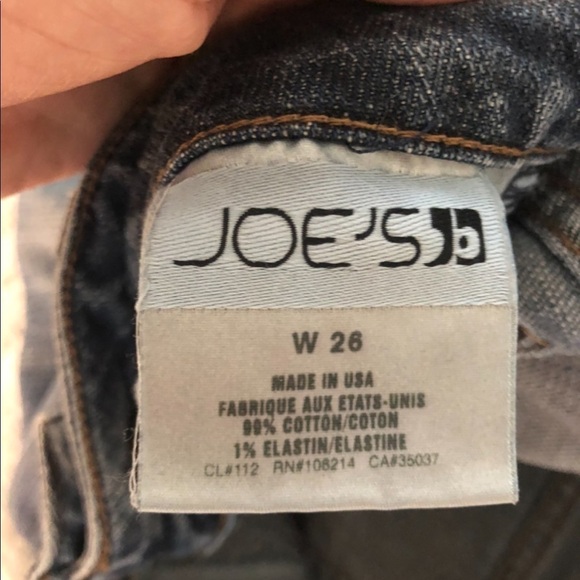 JOE'S Jb
W 26
MADE IN USA
FABRIQUE AUX ETATS-UNIS
99% COTTON/COTON
1% ELASTIN/ELASTINE
CL#112 RN#108214 CA#35037